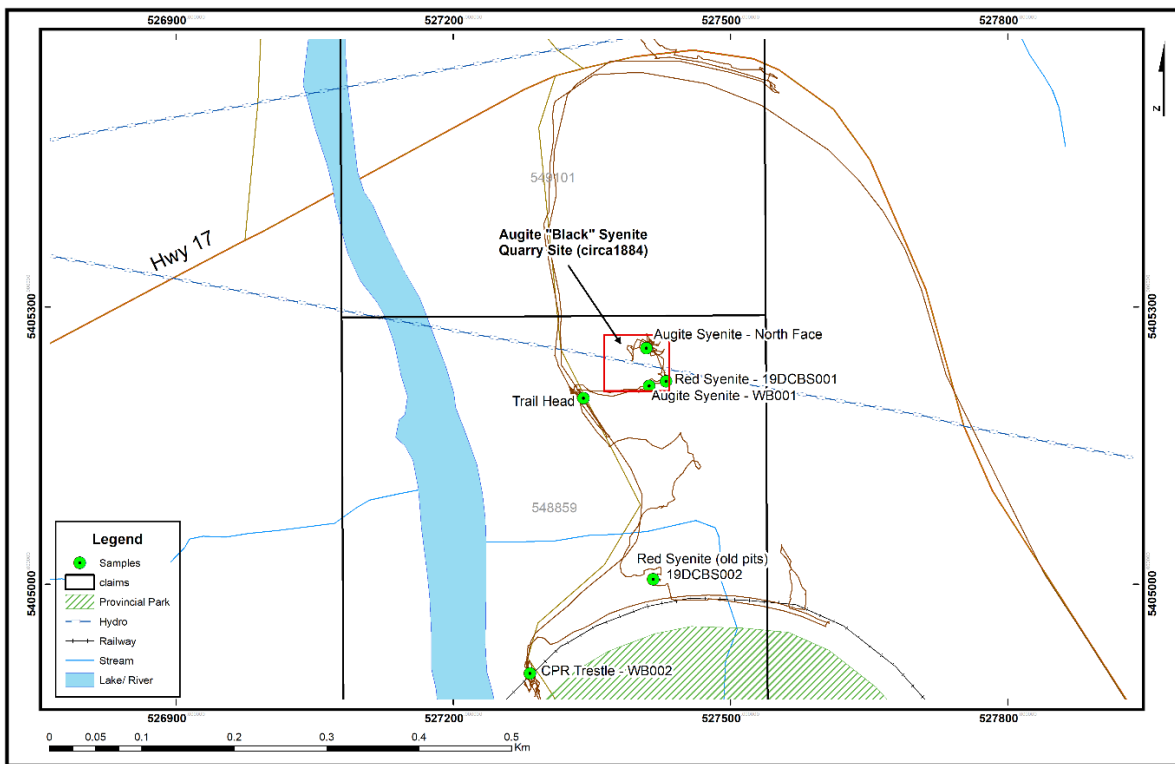 526900
527200
527500
527800
Z
549101
Augite "Black" Syenite
Quarry Site (circa1884)
Hwy 17
5405300
5405300
Augite Syenite - North Face
Red Syenite - 19DCBS001
Augite Syenite - WB001
Trail Head
548859
Red Syenite (old pits)
19DCBS002
5405000
5405000
CPR Trestle - WB002
Legend
Samples
claims
Provincial Park
Hydro
Railway
Stream
Lake/ River
526900
527200
527500
527800
0 0.05 0.1 0.2 0.3 0.4 0.5
Km